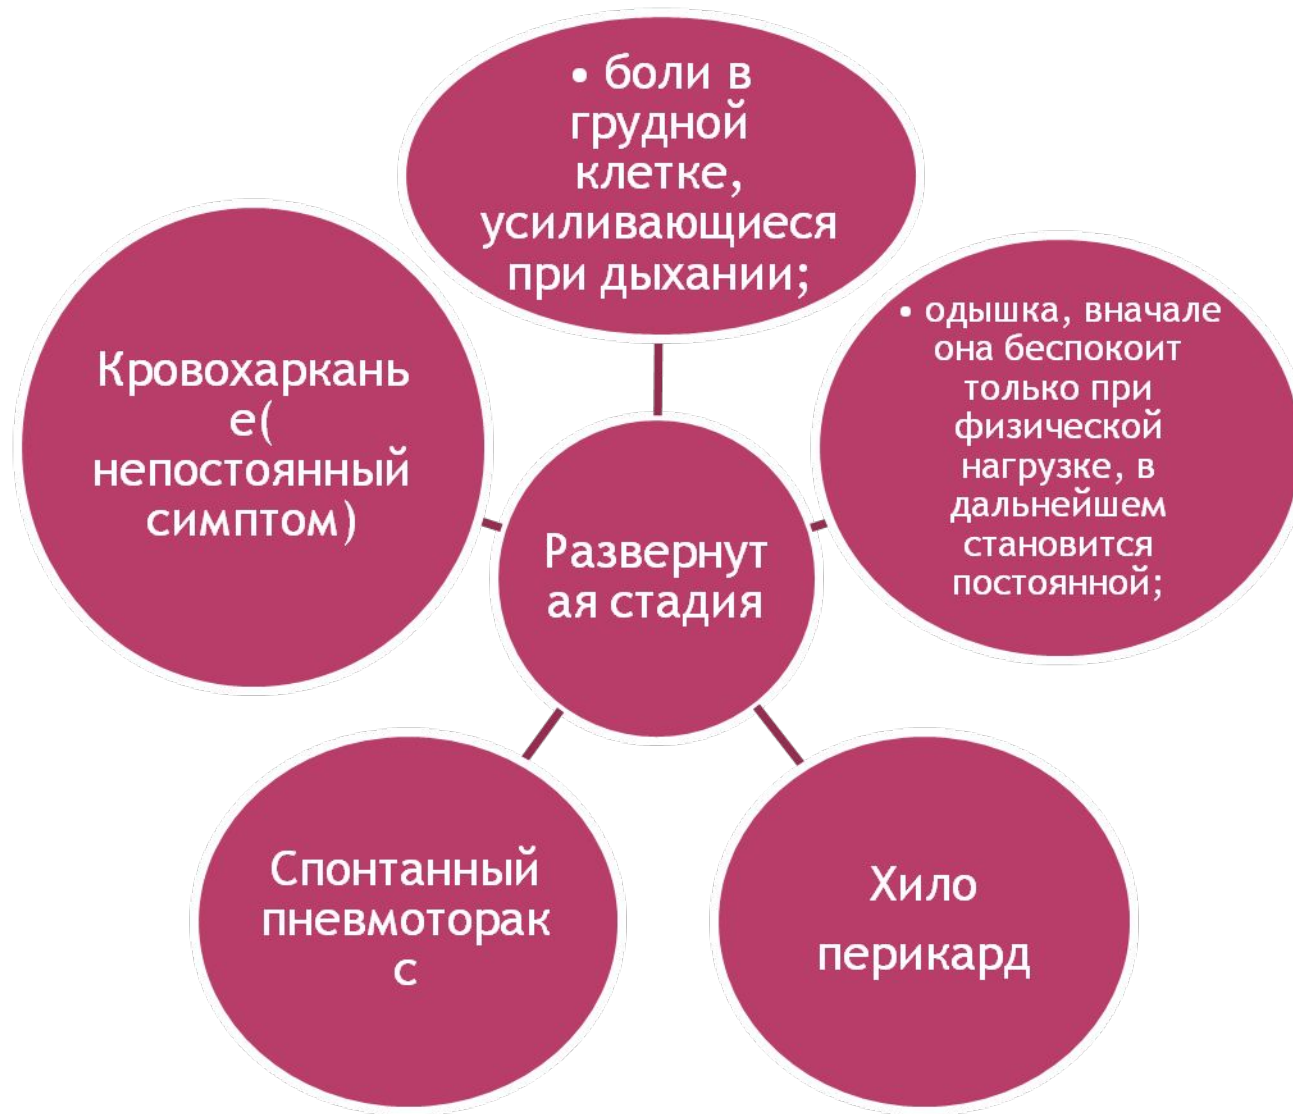 • боли в
грудной
клетке,
усиливающиеся
при дыхании;
• одышка, вначале
она беспокоит
только при
физической
нагрузке, в
дальнейшем
становится
постоянной;
Хило
перикард
Спонтанный
пневмоторак
с
Кровохаркань
е(
непостоянный
симптом)
Развернут
ая стадия